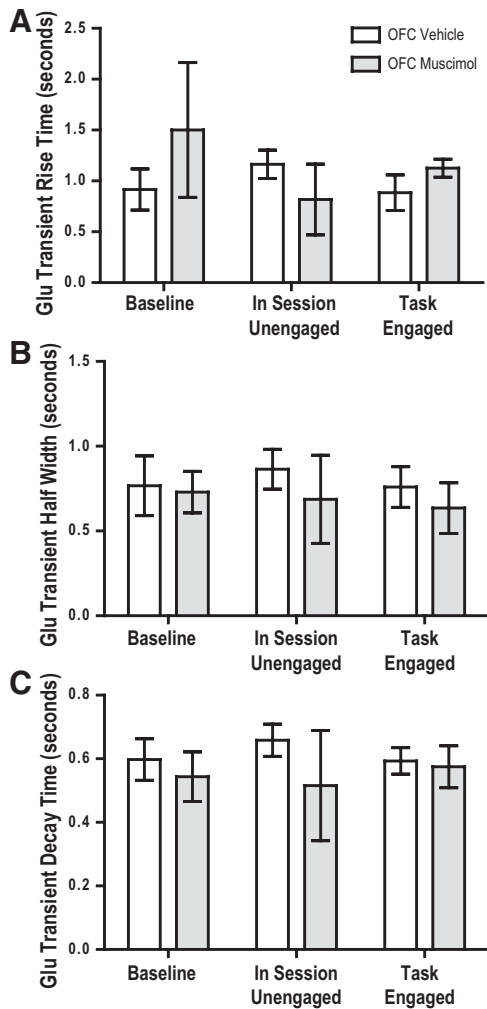 A
Glu Transient Rise Time (seconds)
2.5
2.0
1.5
1.0
0.5
0.0
OFC Vehicle
OFC Muscimol
Baseline
In Session
Unengaged
Task
Engaged
B
Glu Transient Half Width (seconds)
1.5
1.0
0.5
0.0
Baseline
In Session
Unengaged
Task
Engaged
C
Glu Transient Decay Time (seconds)
0.8
0.6
0.4
0.2
0.0
Baseline
In Session
Unengaged
Task
Engaged